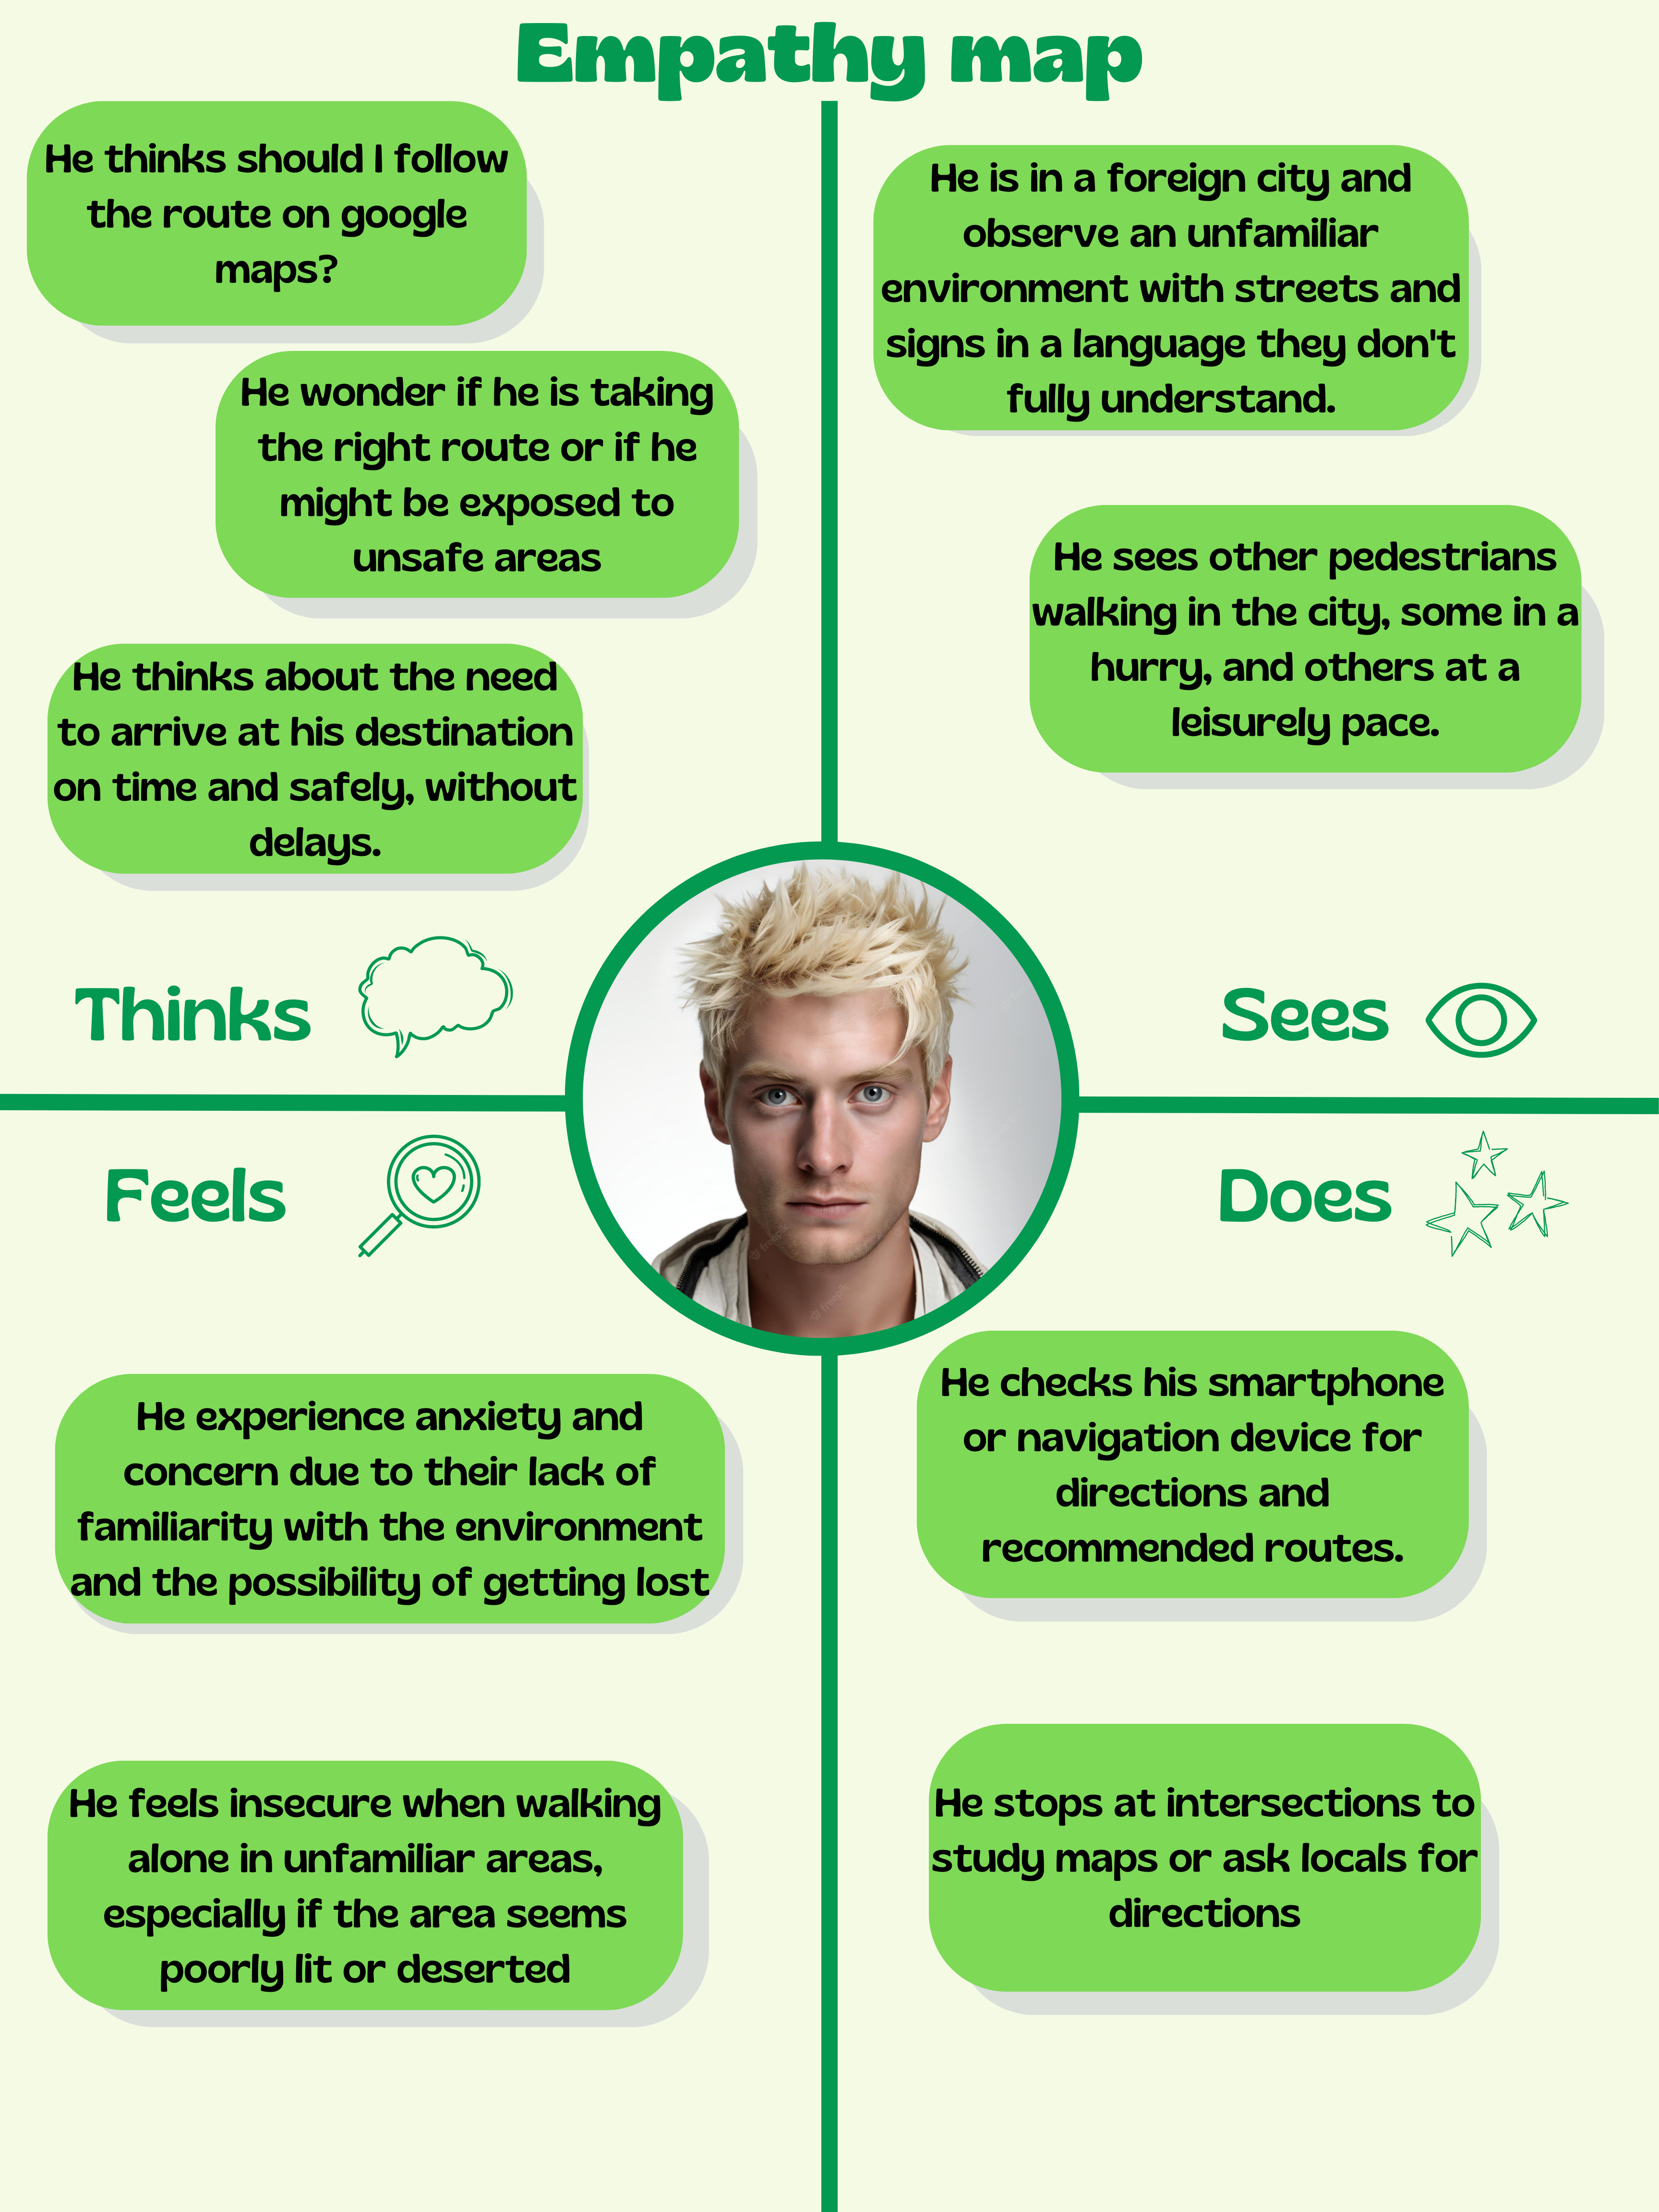 Empathy map
He thinks should I follow
the route on google
maps?
He wonder if he is taking
the right route or if he
might be exposed to
unsafe areas
He thinks about the need
to arrive at his destination
on time and safely, without
delays.
Thinks
He is in a foreign city and
observe an unfamiliar
environment with streets and
signs in a language they don't
fully understand.
He sees other pedestrians
walking in the city, some in a
hurry, and others at a
leisurely pace.
Sees
Feels
He experience anxiety and
concern due to their lack of
familiarity with the environment
and the possibility of getting lost
He feels insecure when walking
alone in unfamiliar areas,
especially if the area seems
poorly lit or deserted
Does
He checks his smartphone
or navigation device for
directions and
recommended routes.
He stops at intersections to
study maps or ask locals for
directions